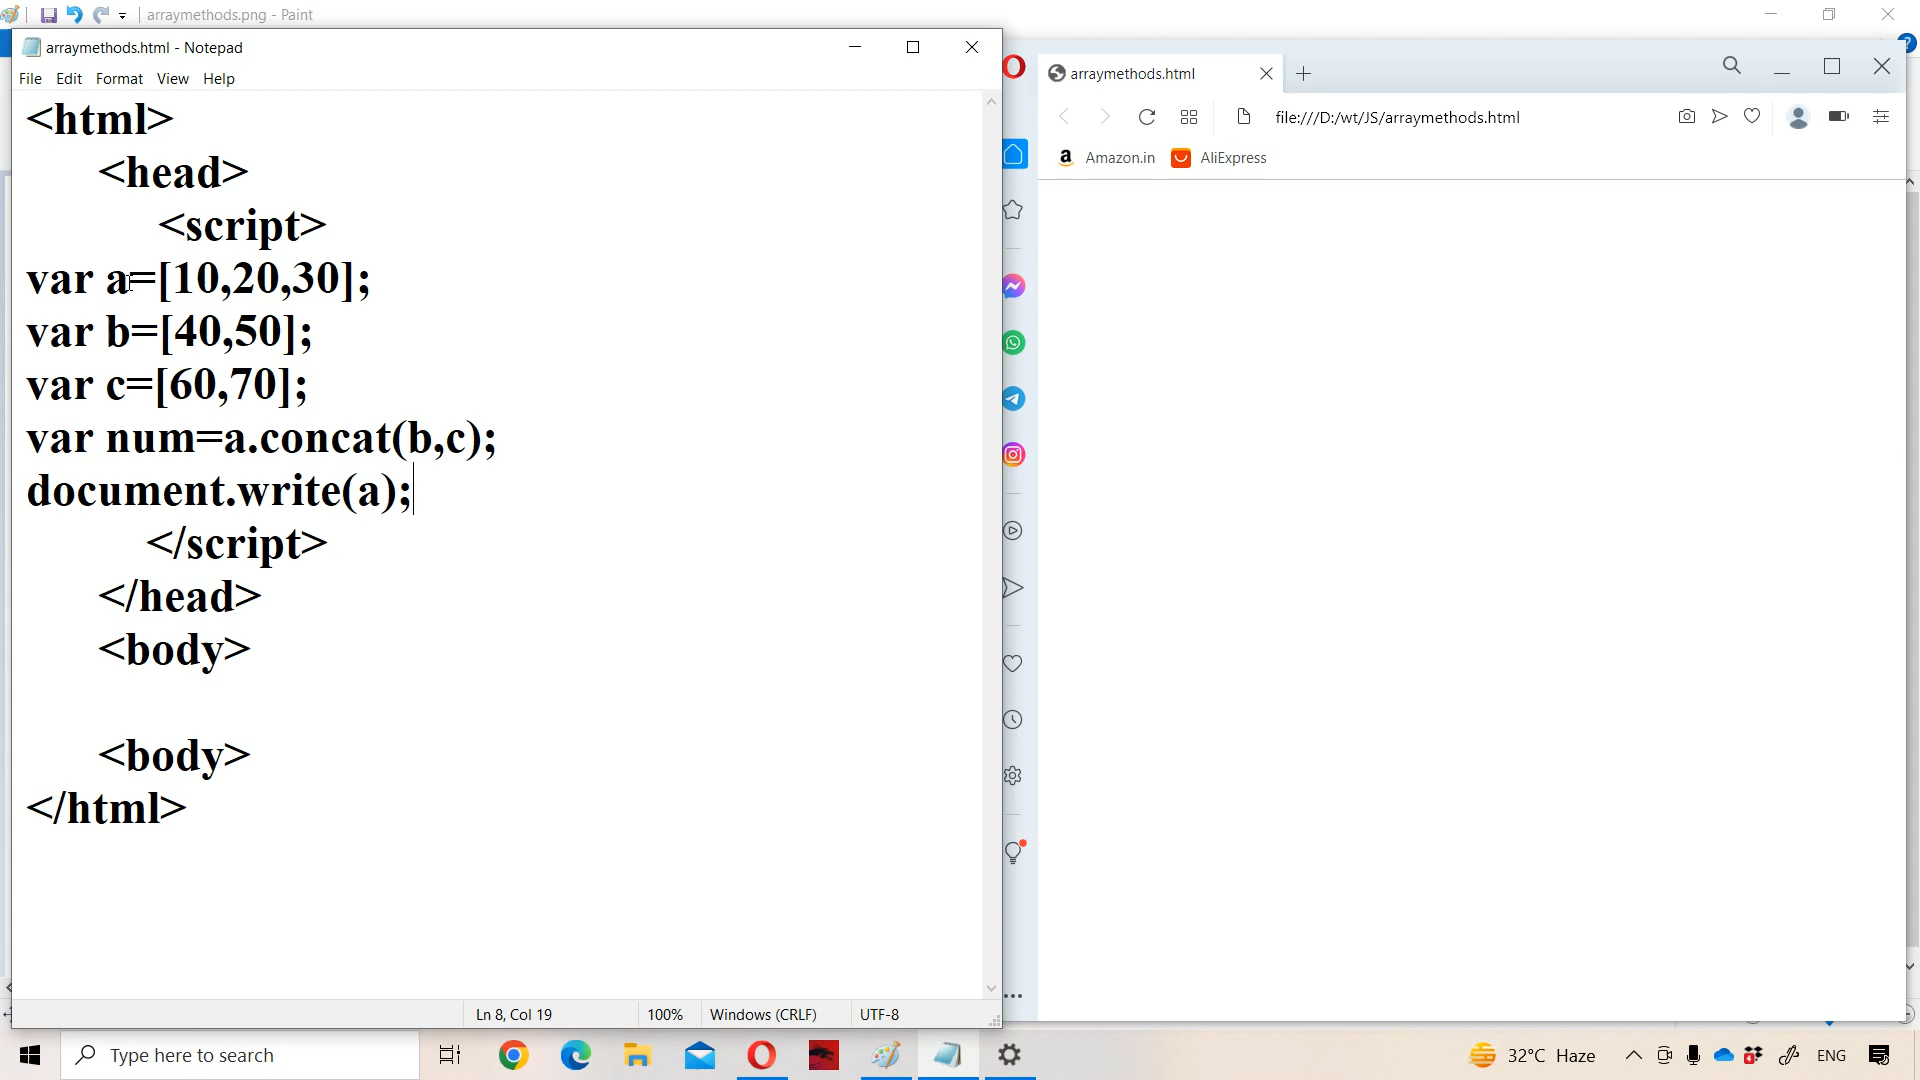 arraymethods.png - Paint
arraymethods.html - Notepad
File Edit Format View Help
<html>
<head>
<script>
var a=[10,20,30];
var b=[40,50];
var c=[60,70];
var num=a.concat(b,c);
document.write(a);
</script>
</head>
<body>
<body>
</html>
Ln 8, Col 19 100% Windows (CRLF) UTF-8
arraymethods.html
file:///D:/wt/JS/arraymethods.html
a Amazon.in AliExpress
Type here to search
32°C Haze
ENG